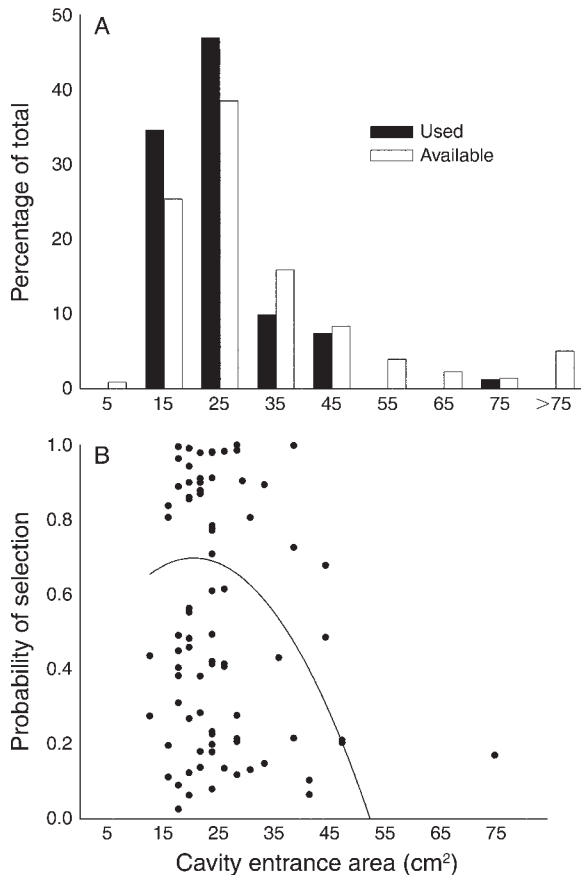 A
Percentage of total
50
40
30
20
10
0
Used
Available
5 15 25 35 45 55 65 75 >75
B
Probability of selection
1.0
0.8
0.6
0.4
0.2
0.0
5 15 25 35 45 55 65 75
Cavity entrance area (cm²)